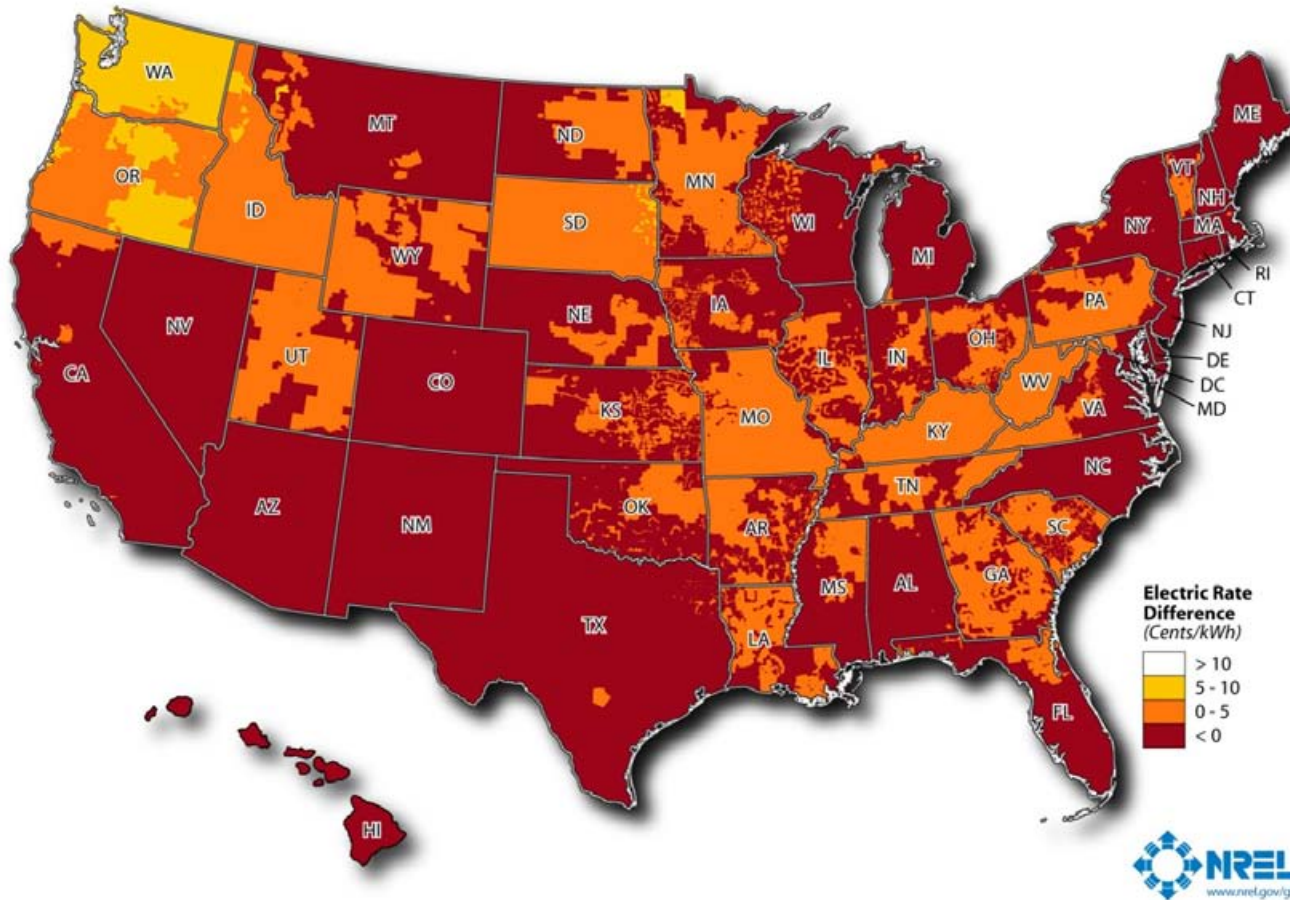 WA
MT
ND
MN
ME
OR
ID
SD
WI
VT
NH
NY
MA
WY
MI
RI
CT
NV
UT
NE
IA
PA
NJ
CA
CO
IL
IN
OH
DE
WV
DC
KS
MO
VA
MD
KY
NC
AZ
NM
OK
AR
TN
SC
MS
AL
GA
TX
LA
FL
HI
Electric Rate
Difference
(Cents/kWh)
> 10
5 - 10
0 - 5
< 0
NREL
www.nrel.gov/g